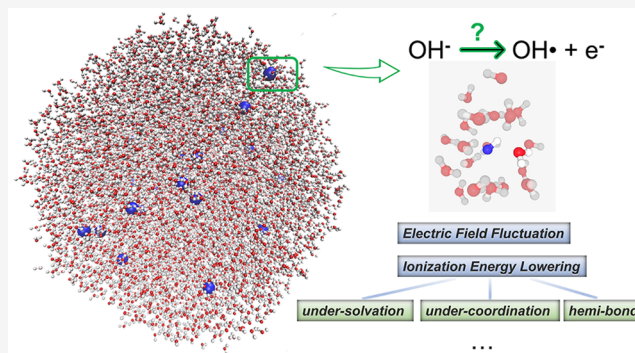 ?
OH⁻ → OH• + e⁻
Electric Field Fluctuation
Ionization Energy Lowering
under-solvation under-coordination hemi-bond
...